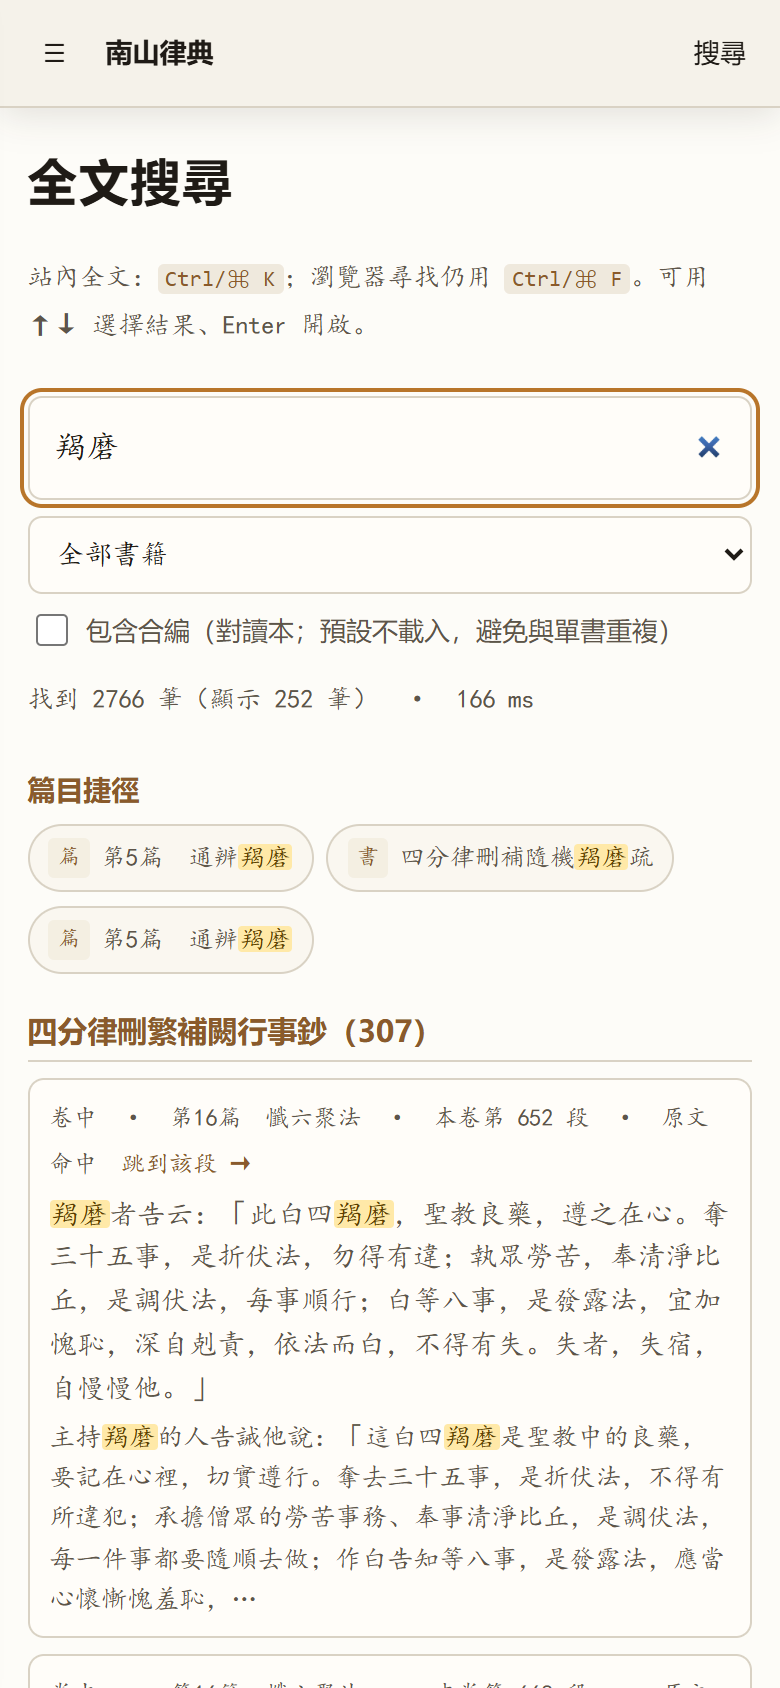 ☰ 南山律典 搜尋
全文搜尋
站內全文：Ctrl/⌘ K；瀏覽器尋找仍用 Ctrl/⌘ F。可用
↑↓ 選擇結果、Enter 開啟。
羯磨 ×
全部書籍
包含合編（對讀本；預設不載入，避免與單書重複）
找到 2766 筆（顯示 252 筆） • 166 ms
篇目捷徑
篇 第5篇 通辨羯磨 書 四分律刪補隨機羯磨疏
篇 第5篇 通辨羯磨
四分律刪繁補闕行事鈔（307）
卷中 • 第16篇 懺六聚法 • 本卷第 652 段 • 原文
命中 跳到該段 →
羯磨者告云：「此白四羯磨，聖教良藥，遵之在心。奪
三十五事，是折伏法，勿得有違；執眾勞苦，奉清淨比
丘，是調伏法，每事順行；白等八事，是發露法，宜加
愧恥，深自剋責，依法而白，不得有失。失者，失宿，
自慢慢他。」
主持羯磨的人告誡他說：「這白四羯磨是聖教中的良藥，
要記在心裡，切實遵行。奪去三十五事，是折伏法，不得有
所違犯；承擔僧眾的勞苦事務、奉事清淨比丘，是調伏法，
每一件事都要隨順去做；作白告知等八事，是發露法，應當
心懷慚愧羞恥，…